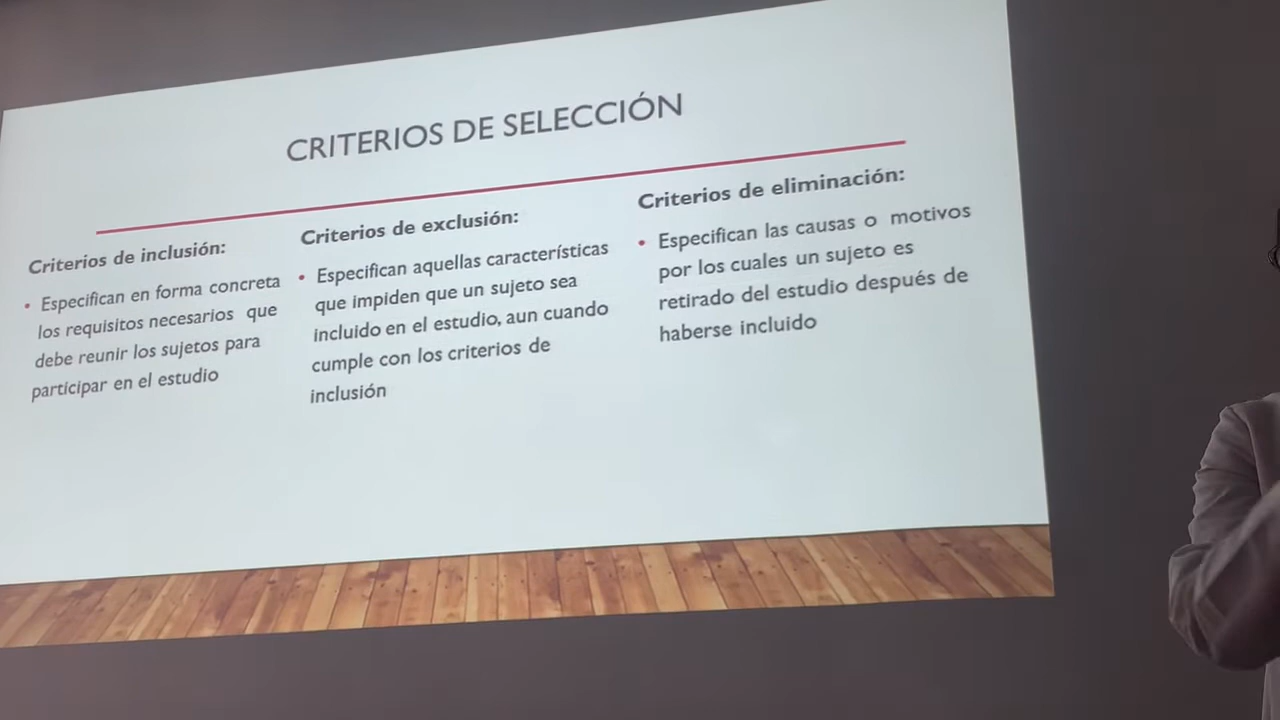 CRITERIOS DE SELECCIÓN
Criterios de inclusión:
• Especifican en forma concreta
los requisitos necesarios que
debe reunir los sujetos para
participar en el estudio
Criterios de exclusión:
• Especifican aquellas características
que impiden que un sujeto sea
incluido en el estudio, aun cuando
cumple con los criterios de
inclusión
Criterios de eliminación:
• Especifican las causas o motivos
por los cuales un sujeto es
retirado del estudio después de
haberse incluido